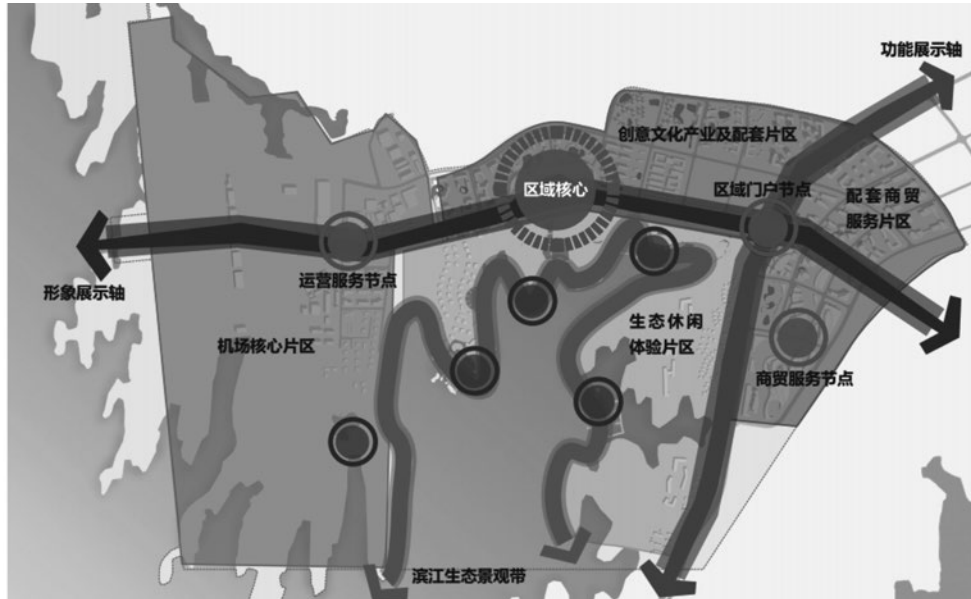 功能展示轴
创意文化产业及配套片区
区域核心
区域门户节点
配套商贸
服务片区
运营服务节点
形象展示轴
生态休闲
体验片区
机场核心片区
商贸服务节点
滨江生态景观带